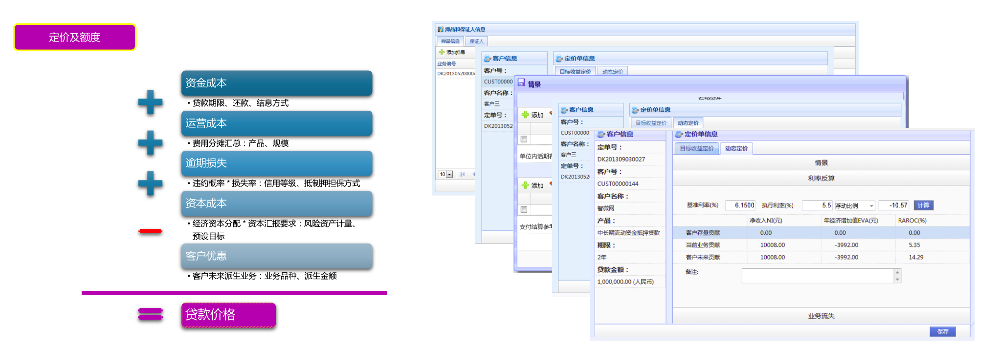 定价及额度
资金成本
•贷款期限、还款、结息方式
运营成本
•费用分摊汇总：产品、规模
逾期损失
•违约概率 * 损失率：信用等级、抵制押担保方式
资本成本
•经济资本分配 * 资本汇报要求：风险资产计量、
预设目标
客户优惠
•客户未来派生业务：业务品种、派生金额
贷款价格
押品和保证人信息
押品信息 保证人
添加押品
业务编号
DK2013052000
10
客户信息
客户号：
CUST00000
客户名称：
客户三
定单号：
DK2013052
定价单信息
目标收益定价 动态定价
情景
添加
单位内活期
添加
支付结算参
客户信息
客户号：
CUST00000
客户名称：
客户三
定单号：
DK201305
定价单信息
目标收益定价 动态定价
客户信息
定单号：
DK201309030027
客户号：
CUST00000144
客户名称：
智微网
产品：
中长期流动资金抵押贷款
期限：
2年
贷款金额：
1,000,000.00 (人民币)
定价单信息
目标收益定价 动态定价
情景
利率反算
基准利率(%) 6.1500 执行利率(%) 5.5 浮动比例 -10.57 计算
净收入NI(元) 年经济增加值EVA(元) RAROC(%)
客户存量贡献 0.00 0.00 0.00
当前业务贡献 10008.00 -3992.00 5.35
客户未来贡献 10008.00 -3992.00 14.29
备注:
业务流失
保存